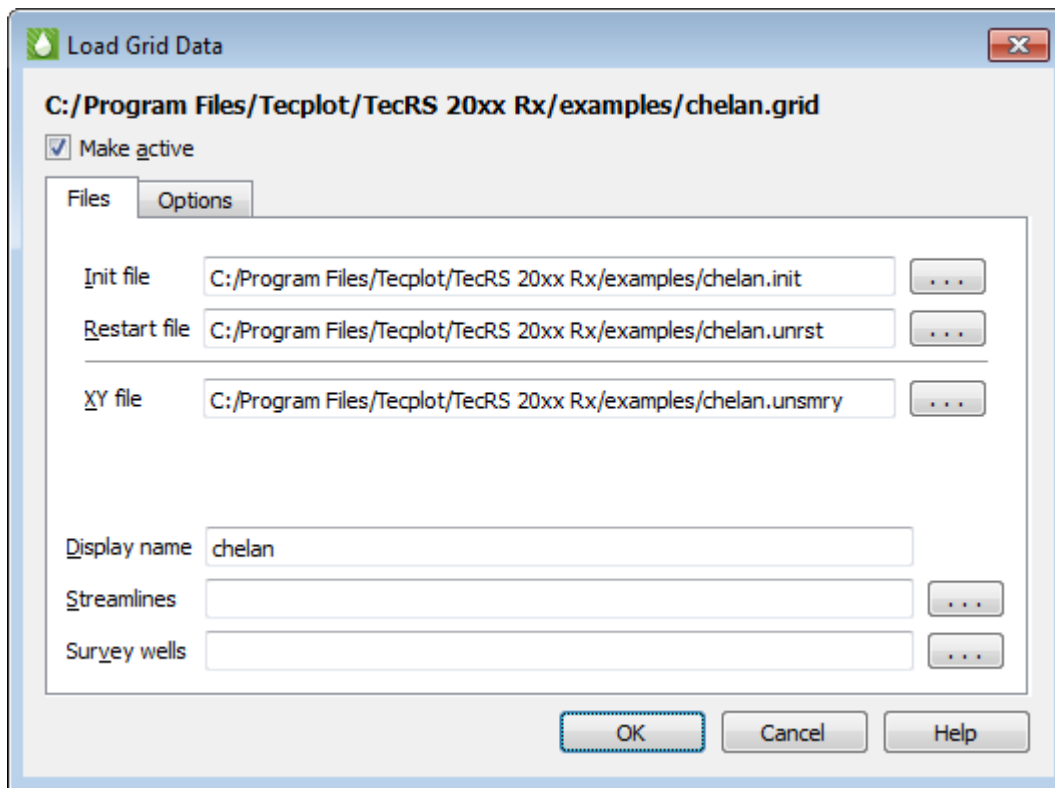 Load Grid Data
C:/Program Files/Tecplot/TecRS 20xx Rx/examples/chelan.grid
Make active
Files Options
Init file C:/Program Files/Tecplot/TecRS 20xx Rx/examples/chelan.init ...
Restart file C:/Program Files/Tecplot/TecRS 20xx Rx/examples/chelan.unrst ...
XY file C:/Program Files/Tecplot/TecRS 20xx Rx/examples/chelan.unsmry ...
Display name chelan
Streamlines ...
Survey wells ...
OK Cancel Help